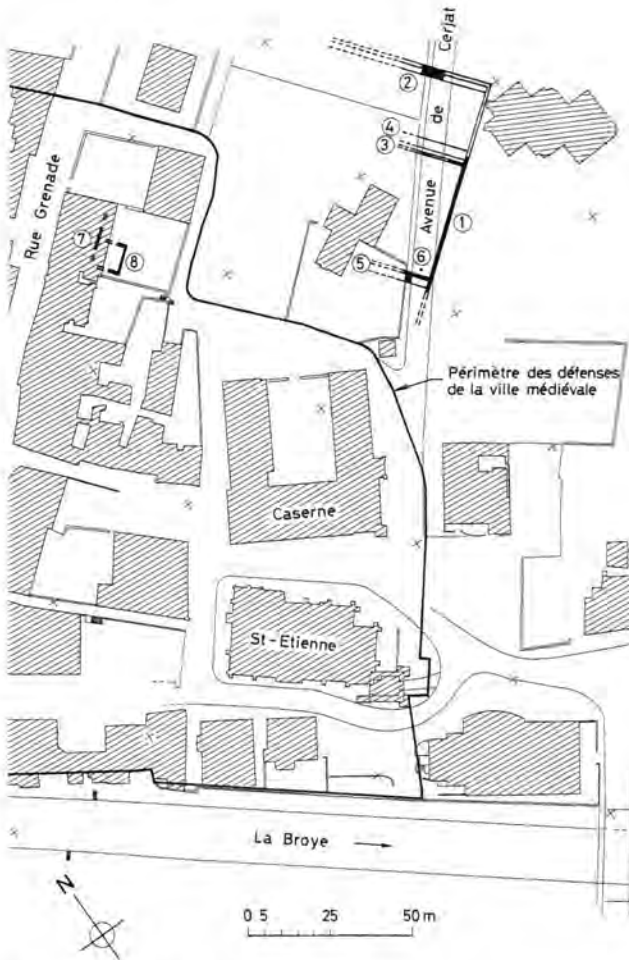 Cerjat
de
Avenue
②
④
③
①
⑥
⑤
Rue Grenade
⑦
⑧
Périmètre des défenses
de la ville médiévale
Caserne
St-Etienne
La Broye
N
0 5 25 50 m